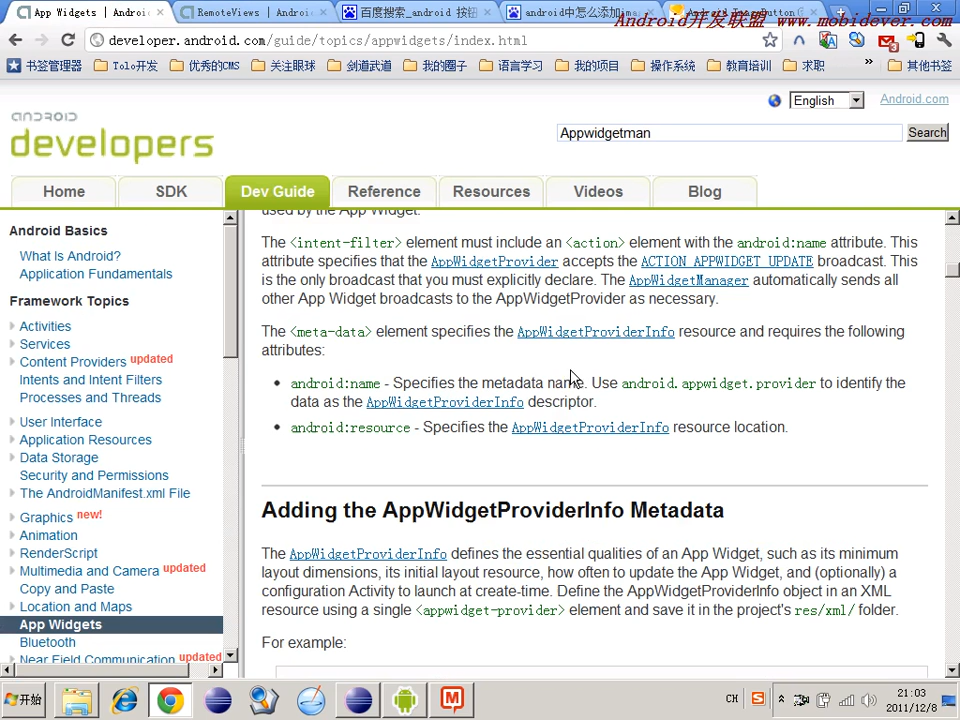 App Widgets | Androi
RemoteViews | Androi
百度搜索_android 按钮
android中怎么添加ima
Android ImageButton
Android开发联盟 www.mobidever.com
developer.android.com/guide/topics/appwidgets/index.html
书签管理器 Tolo开发 优秀的CMS 关注眼球 剑道武道 我的圈子 语言学习 我的项目 操作系统 教育培训 求职 » 其他书签
English Android.com
ANDROID
developers
Appwidgetman Search
Home SDK Dev Guide Reference Resources Videos Blog
Android Basics
What Is Android?
Application Fundamentals
Framework Topics
Activities
Services
Content Providers updated
Intents and Intent Filters
Processes and Threads
User Interface
Application Resources
Data Storage
Security and Permissions
The AndroidManifest.xml File
Graphics new!
Animation
RenderScript
Multimedia and Camera updated
Copy and Paste
Location and Maps
App Widgets
Bluetooth
Near Field Communication updated
used by the App Widget.
The <intent-filter> element must include an <action> element with the android:name attribute. This
attribute specifies that the AppWidgetProvider accepts the ACTION_APPWIDGET_UPDATE broadcast. This
is the only broadcast that you must explicitly declare. The AppWidgetManager automatically sends all
other App Widget broadcasts to the AppWidgetProvider as necessary.
The <meta-data> element specifies the AppWidgetProviderInfo resource and requires the following
attributes:
• android:name - Specifies the metadata name. Use android.appwidget.provider to identify the
data as the AppWidgetProviderInfo descriptor.
• android:resource - Specifies the AppWidgetProviderInfo resource location.
Adding the AppWidgetProviderInfo Metadata
The AppWidgetProviderInfo defines the essential qualities of an App Widget, such as its minimum
layout dimensions, its initial layout resource, how often to update the App Widget, and (optionally) a
configuration Activity to launch at create-time. Define the AppWidgetProviderInfo object in an XML
resource using a single <appwidget-provider> element and save it in the project's res/xml/ folder.
For example:
开始
CH
21:03
2011/12/8